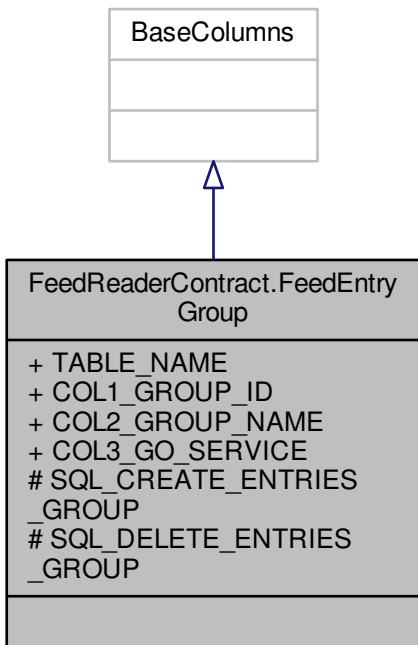 BaseColumns
FeedReaderContract.FeedEntry
Group
+ TABLE_NAME
+ COL1_GROUP_ID
+ COL2_GROUP_NAME
+ COL3_GO_SERVICE
# SQL_CREATE_ENTRIES
_GROUP
# SQL_DELETE_ENTRIES
_GROUP